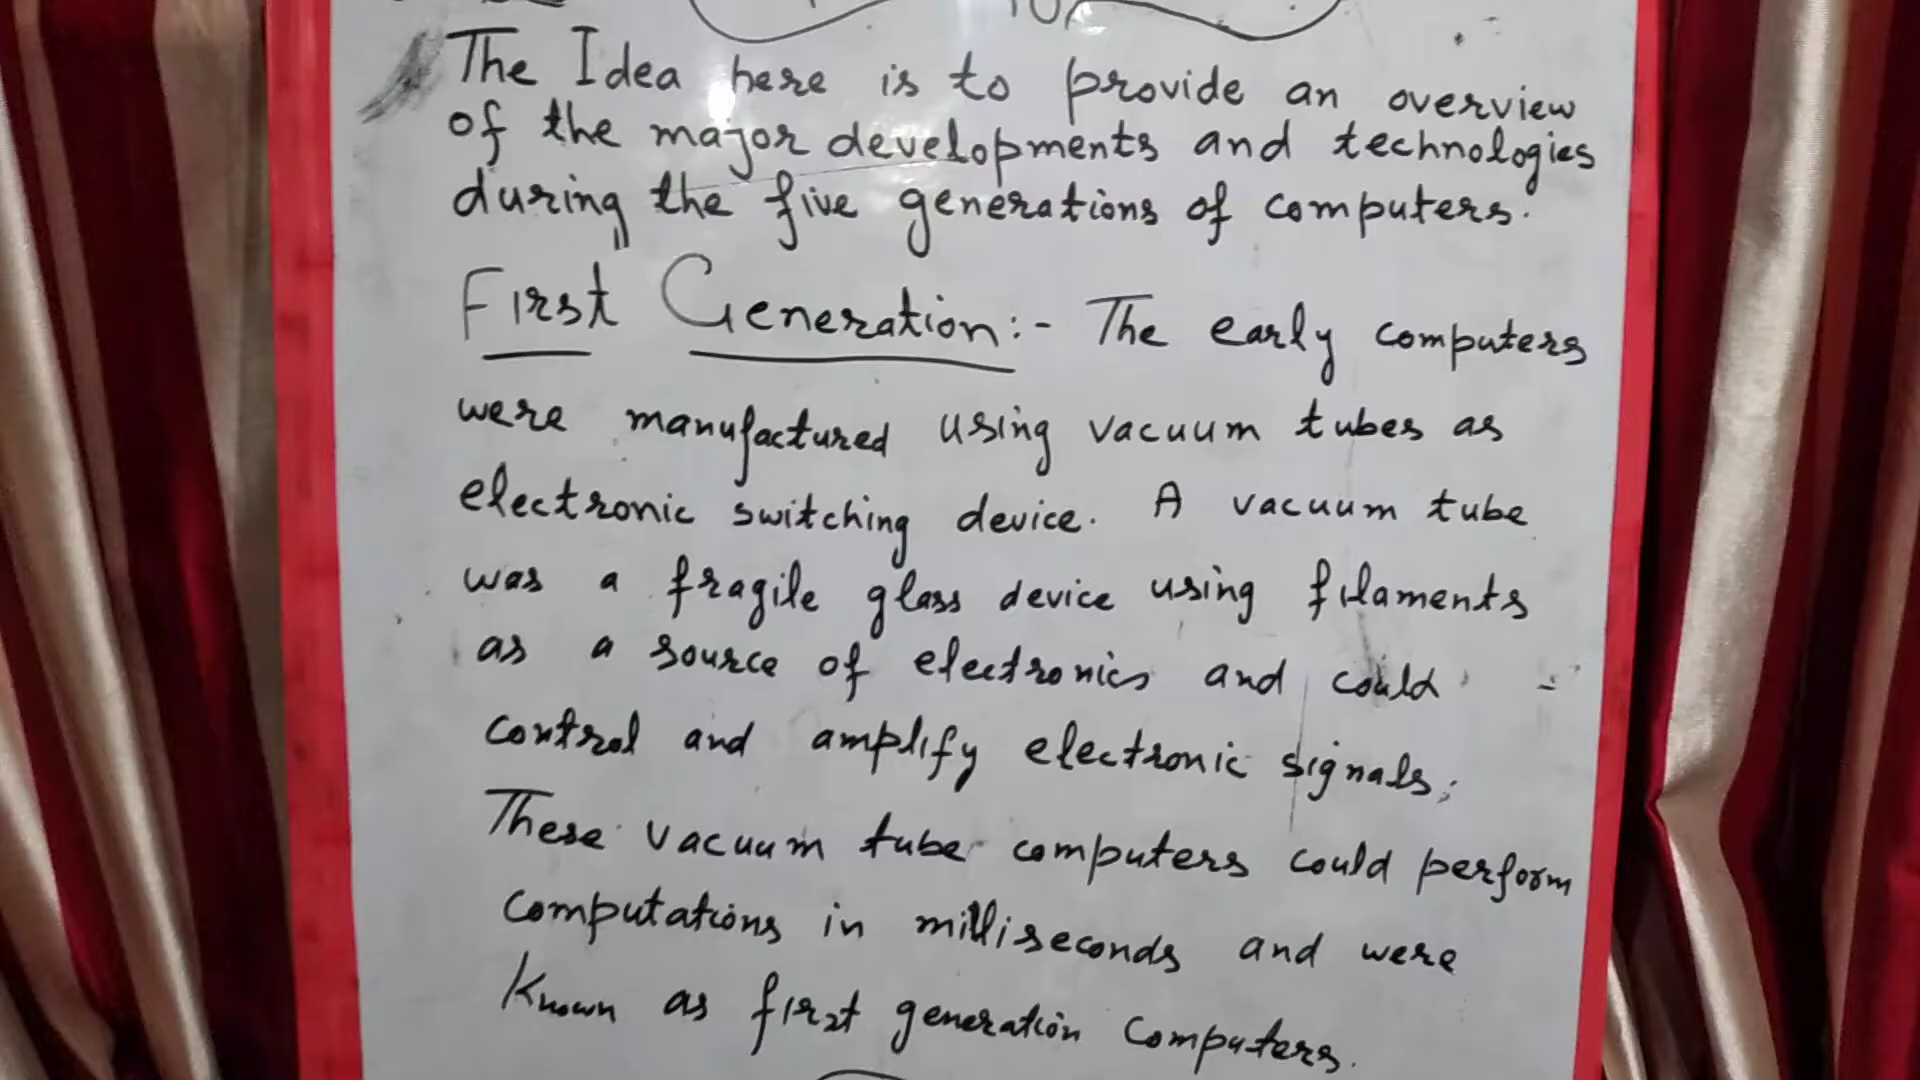 The Idea here is to provide an overview
of the major developments and technologies
during the five generations of computers.
First Generation:- The early computers
were manufactured using vacuum tubes as
electronic switching device. A vacuum tube
was a fragile glass device using filaments
as a source of electronics and could
control and amplify electronic signals.
These vacuum tube computers could perform
computations in milliseconds and were
Known as first generation computers.